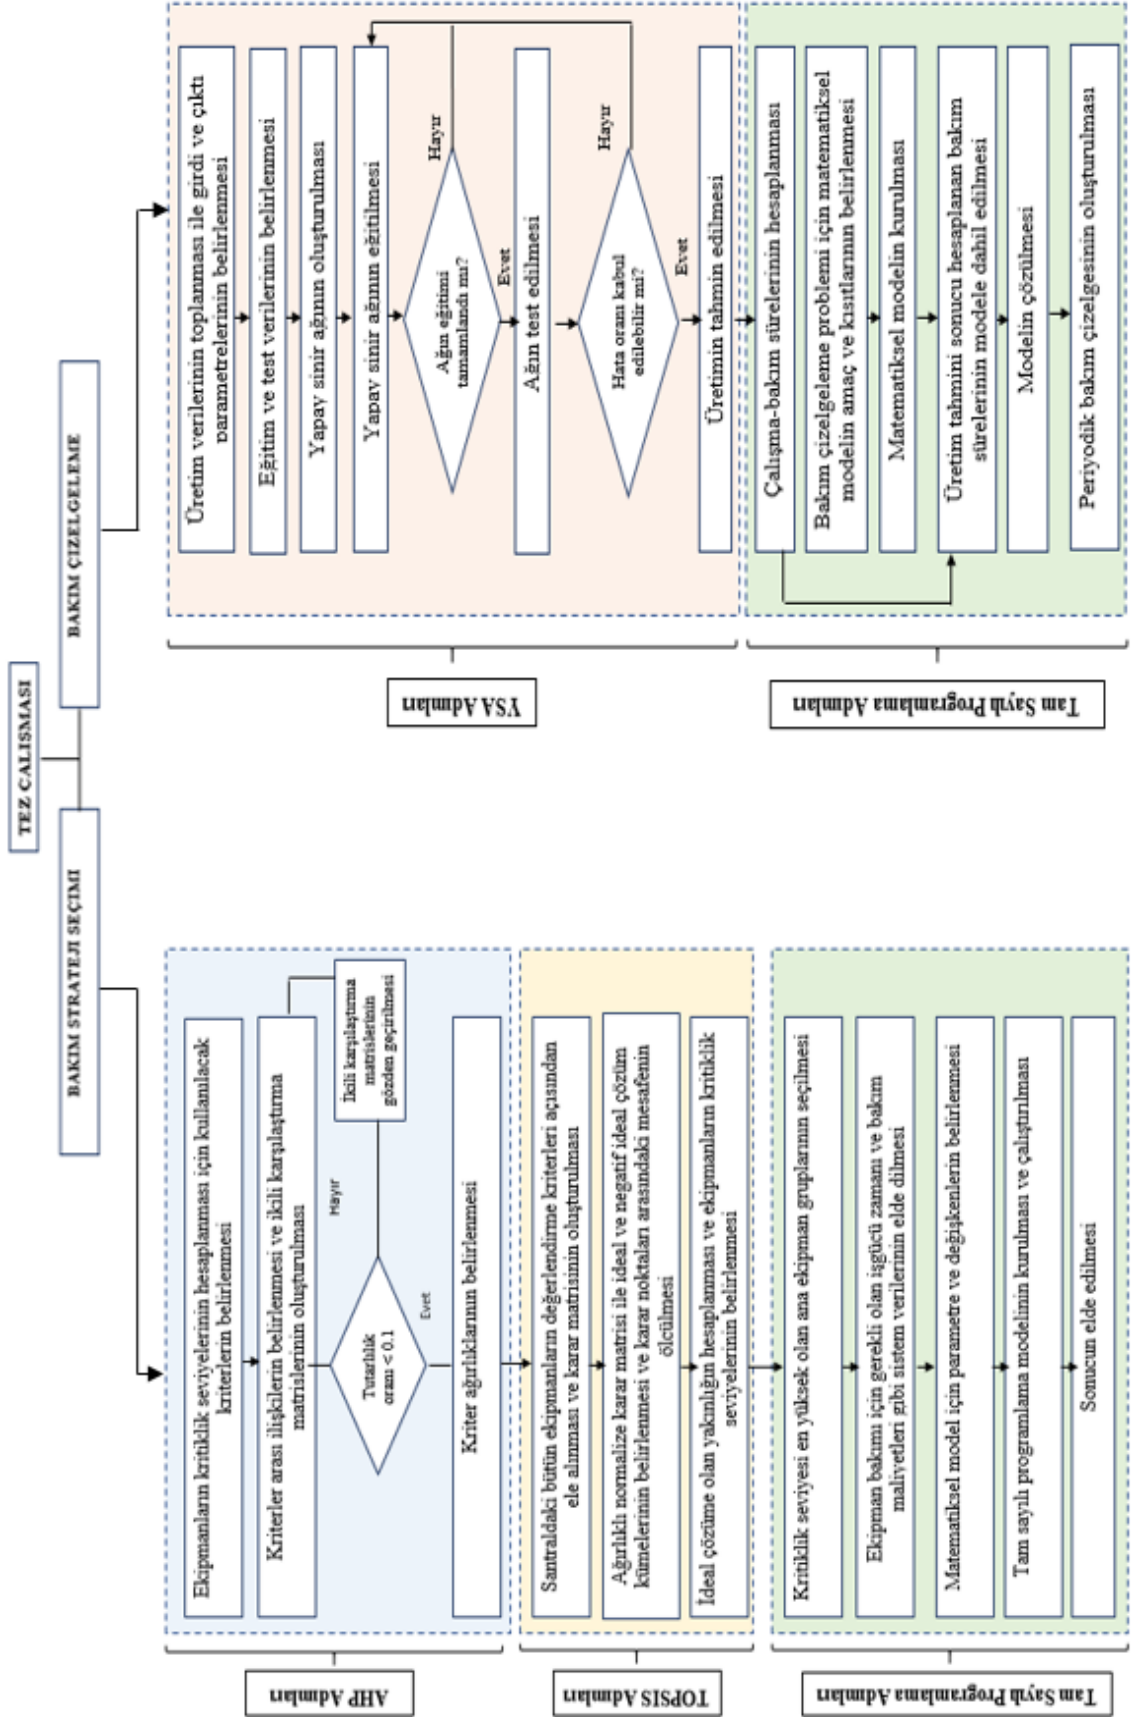 TEZ CALISMASI
BAKIM STRATEJI SEÇIMI
BAKIM ÇIZELGELEME
AHP Adımları
Ekipmanların kritiklik seviyelerinin hesaplanması için kullanılacak
kriterlerin belirlenmesi
Kriterler arası ilişkilerin belirlenmesi ve ikili karşılaştırma
matrislerinin oluşturulması
İkili karşılaştırma
matrislerinin
gözden geçirilmesi
Hayır
Tutarlılık
oranı < 0.1
Evet
Kriter ağırlıklarının belirlenmesi
TOPSIS Adımları
Santraldaki bütün ekipmanların değerlendirme kriterleri açısından
ele alınması ve karar matrisinin oluşturulması
Ağırlıklı normalize karar matrisi ile ideal ve negatif ideal çözüm
kümelerinin belirlenmesi ve karar noktaları arasındaki mesafenin
ölçülmesi
İdeal çözüme olan yakınlığın hesaplanması ve ekipmanların kritiklik
seviyelerinin belirlenmesi
Tam Sayılı Programlama Adımları
Kritiklik seviyesi en yüksek olan ana ekipman gruplarının seçilmesi
Ekipman bakımı için gerekli olan işgücü zamanı ve bakım
maliyetleri gibi sistem verilerinin elde dilmesi
Matematiksel model için parametre ve değişkenlerin belirlenmesi
Tam sayılı programlama modelinin kurulması ve çalıştırılması
Sonucun elde edilmesi
YSA Adımları
Üretim verilerinin toplanması ile girdi ve çıktı
parametrelerinin belirlenmesi
Eğitim ve test verilerinin belirlenmesi
Yapay sinir ağının oluşturulması
Yapay sinir ağının eğitilmesi
Ağın eğitimi
tamamlandı mı?
Hayır
Evet
Ağın test edilmesi
Hata oranı kabul
edilebilir mi?
Hayır
Evet
Üretimin tahmin edilmesi
Tam Sayılı Programlama Adımları
Çalışma-bakım sürelerinin hesaplanması
Bakım çizelgeleme problemi için matematiksel
modelin amaç ve kısıtlarının belirlenmesi
Matematiksel modelin kurulması
Üretim tahmini sonucu hesaplanan bakım
sürelerinin modele dahil edilmesi
Modelin çözülmesi
Periyodik bakım çizelgesinin oluşturulması